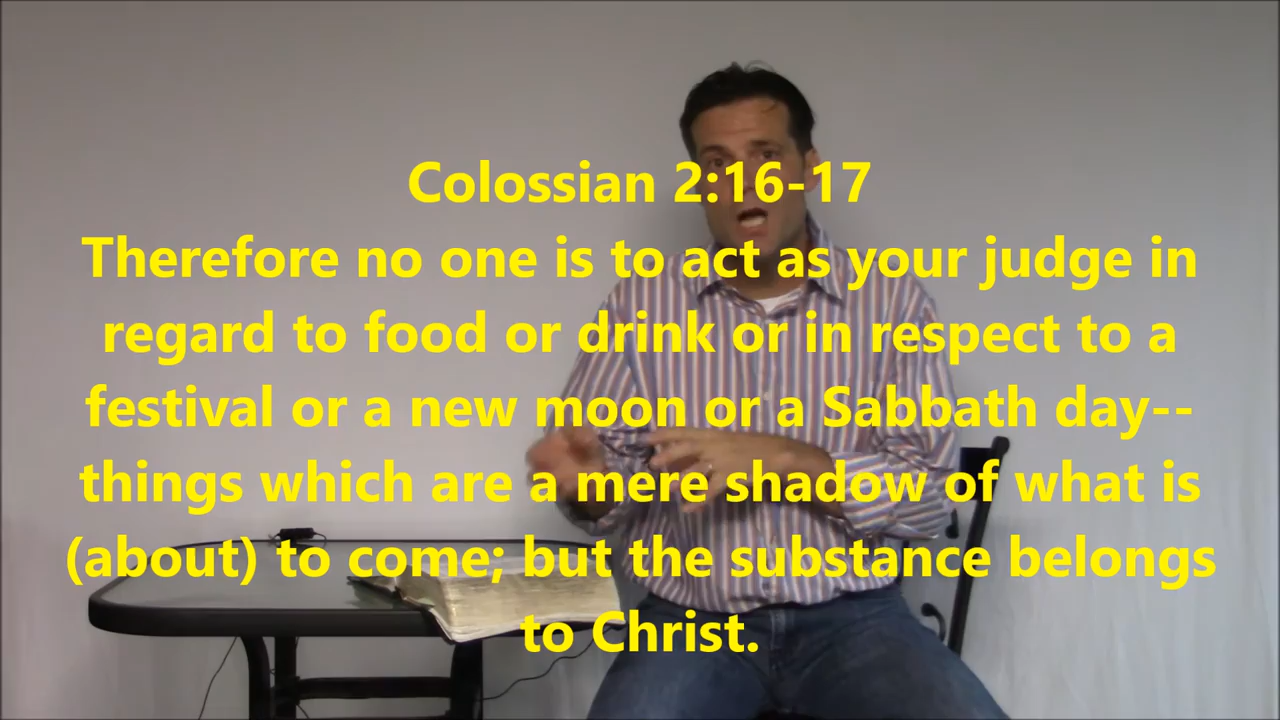 Colossian 2:16-17
Therefore no one is to act as your judge in
regard to food or drink or in respect to a
festival or a new moon or a Sabbath day--
things which are a mere shadow of what is
(about) to come; but the substance belongs
to Christ.